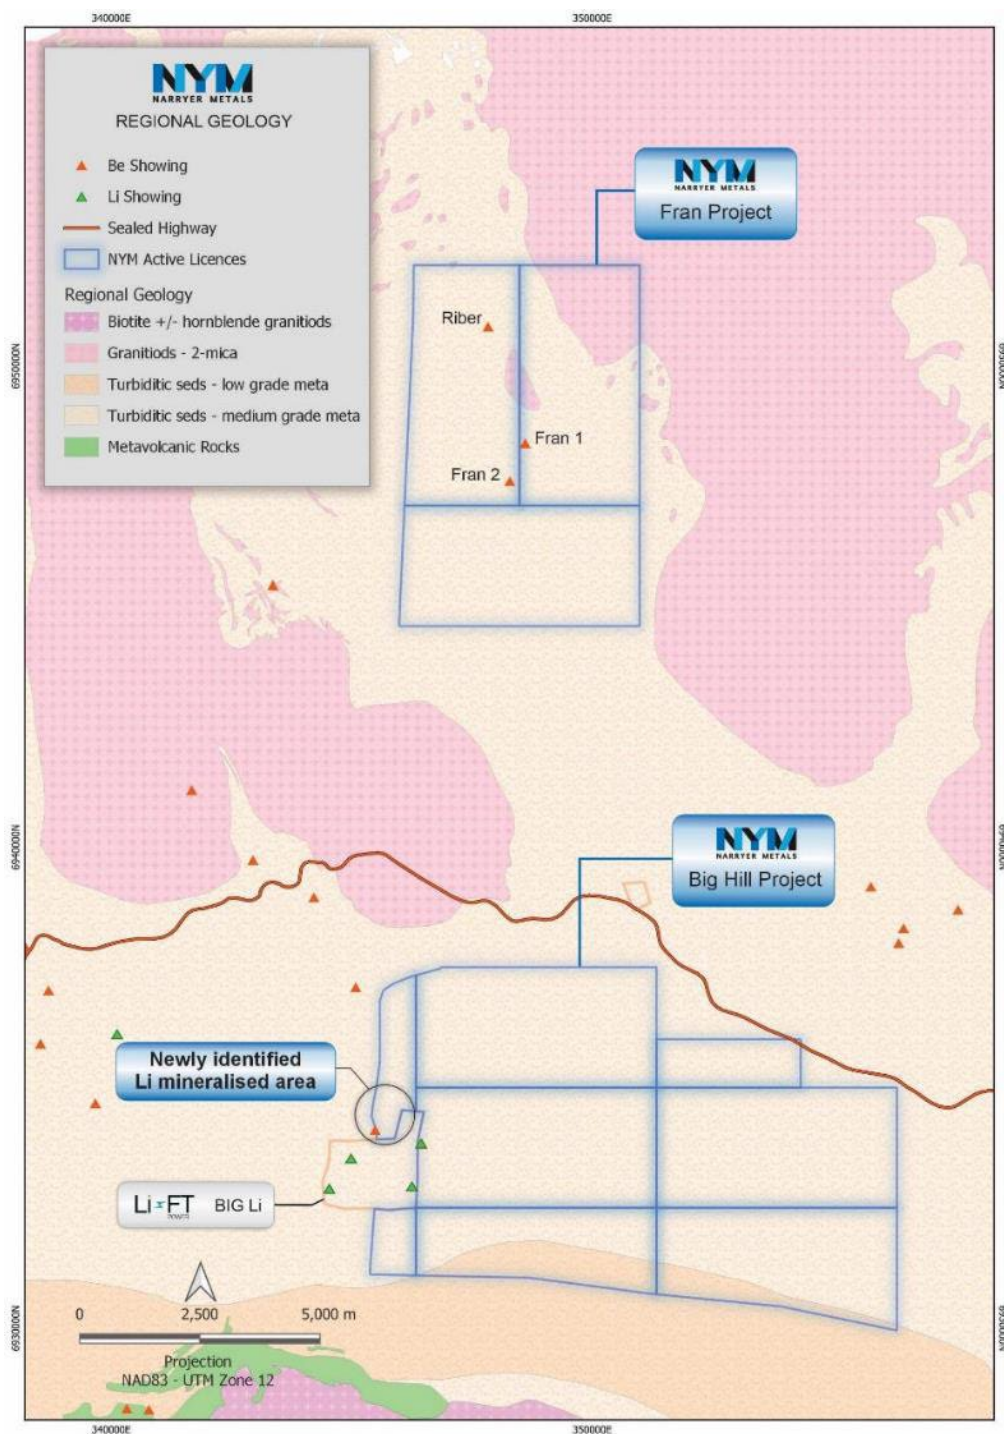 340000E
350000E
NYM
NARRYER METALS
REGIONAL GEOLOGY
Be Showing
Li Showing
Sealed Highway
NYM Active Licences
Regional Geology
Biotite +/- hornblende granitiods
Granitiods - 2-mica
Turbiditic seds - low grade meta
Turbiditic seds - medium grade meta
Metavolcanic Rocks
NYM
NARRYER METALS
Fran Project
Riber
Fran 1
Fran 2
6950000N
6950000N
6940000N
6940000N
NYM
NARRYER METALS
Big Hill Project
Newly identified
Li mineralised area
Li-FT
POWER
BIG Li
0
2,500
5,000 m
Projection
NAD83 - UTM Zone 12
6930000N
6930000N
340000E
350000E